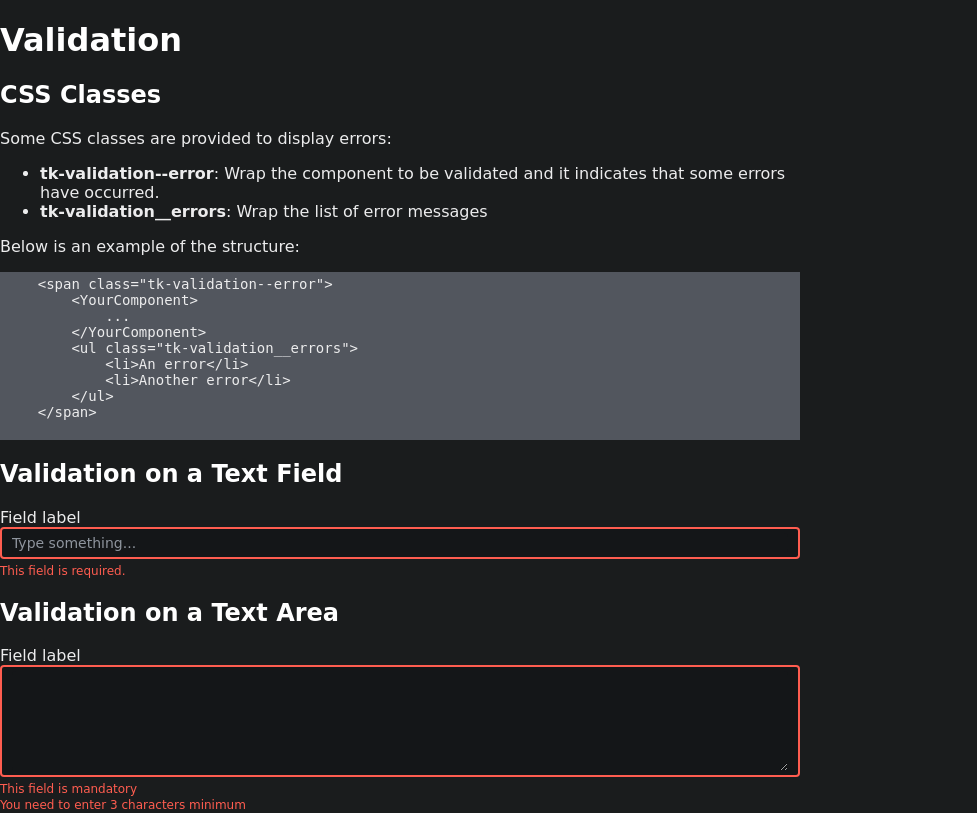 Validation
CSS Classes
Some CSS classes are provided to display errors:
• tk-validation--error: Wrap the component to be validated and it indicates that some errors
have occurred.
• tk-validation__errors: Wrap the list of error messages
Below is an example of the structure:
<span class="tk-validation--error">
    <YourComponent>
        ...
    </YourComponent>
    <ul class="tk-validation__errors">
        <li>An error</li>
        <li>Another error</li>
    </ul>
</span>
Validation on a Text Field
Field label
Type something...
This field is required.
Validation on a Text Area
Field label
This field is mandatory
You need to enter 3 characters minimum